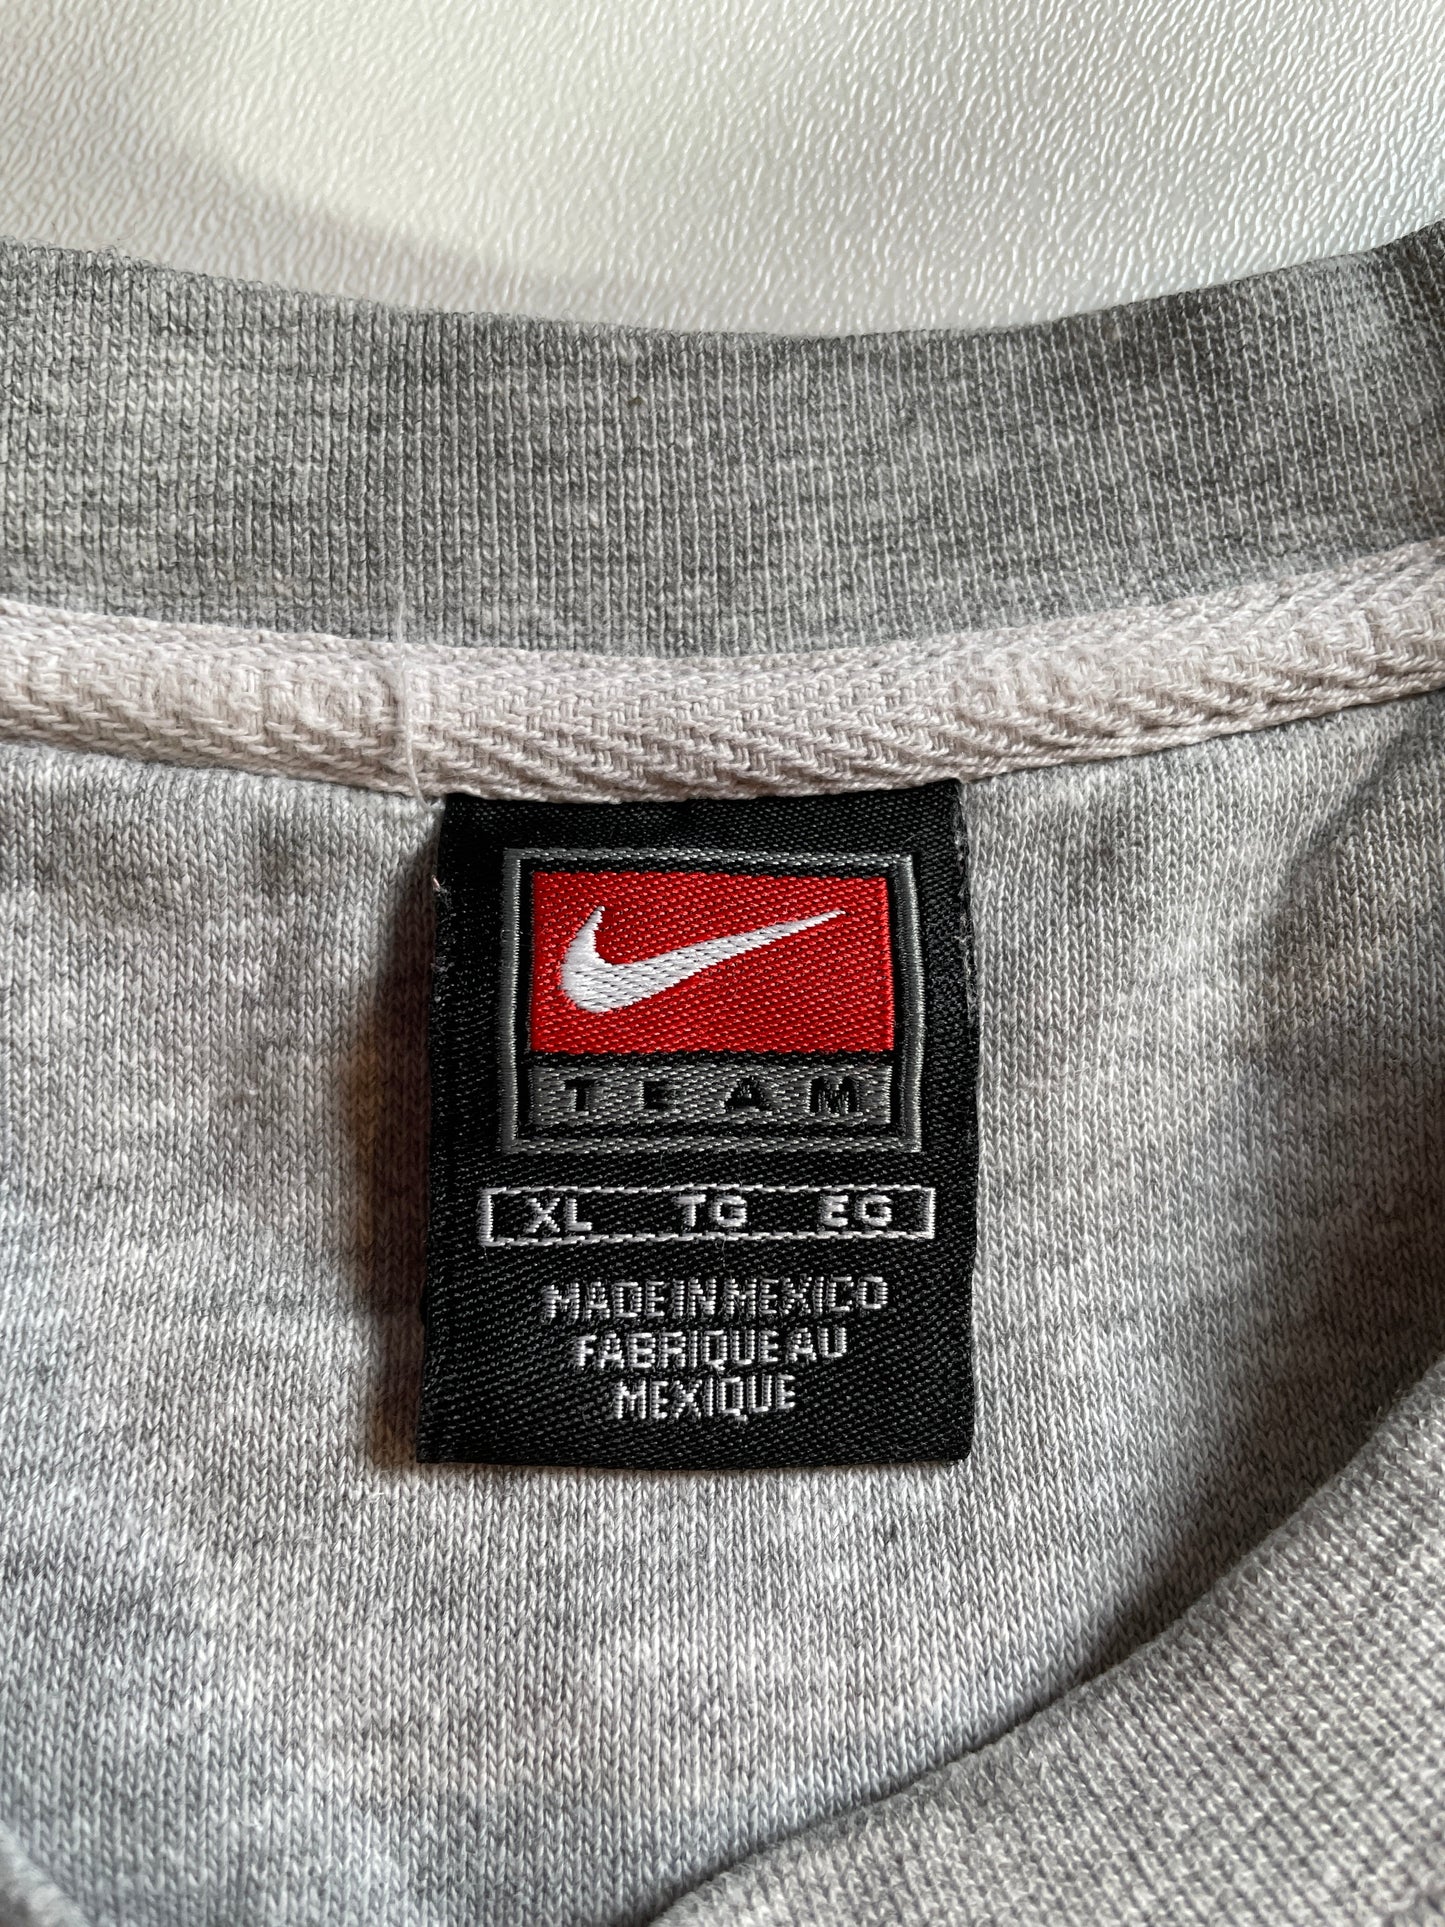 TEAM
XL TG EG
MADE IN MEXICO
FABRIQUE AU
MEXIQUE